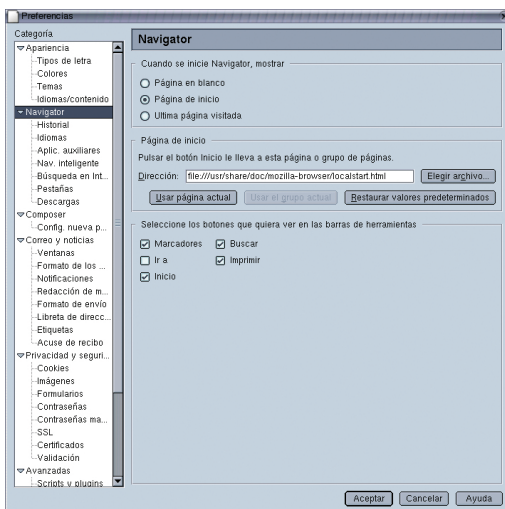 Preferencias
Categoría
Apariencia
Tipos de letra
Colores
Temas
Idiomas/contenido
Navigator
Historial
Idiomas
Aplic. auxiliares
Nav. inteligente
Búsqueda en Int...
Pestañas
Descargas
Composer
Config. nueva p...
Correo y noticias
Ventanas
Formato de los ...
Notificaciones
Redacción de m...
Formato de envío
Libreta de direcc...
Etiquetas
Acuse de recibo
Privacidad y seguri...
Cookies
Imágenes
Formularios
Contraseñas
Contraseñas ma...
SSL
Certificados
Validación
Avanzadas
Scripts y plugins
Navigator
Cuando se inicie Navigator, mostrar
Página en blanco
Página de inicio
Ultima página visitada
Página de inicio
Pulsar el botón Inicio le lleva a esta página o grupo de páginas.
Dirección: file:///usr/share/doc/mozilla-browser/localstart.html Elegir archivo...
Usar página actual Usar el grupo actual Restaurar valores predeterminados
Seleccione los botones que quiera ver en las barras de herramientas
Marcadores Buscar
Ir a Imprimir
Inicio
Aceptar Cancelar Ayuda